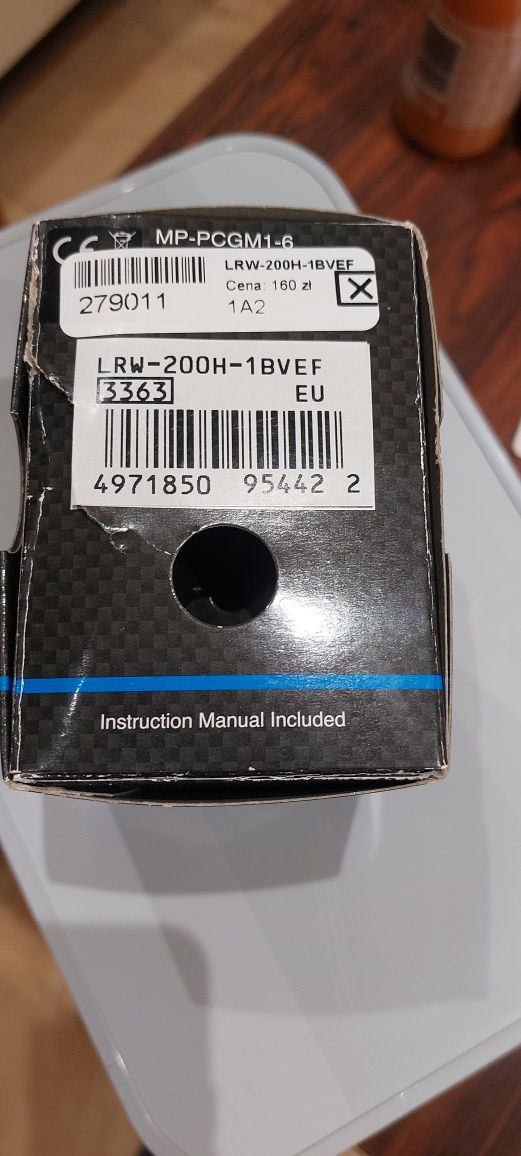 CE MP-PCGM1-6
LRW-200H-1BVEF
Cena: 160 zł
279011
1A2
LRW-200H-1BVEF
3363 EU
4971850 95442 2
Instruction Manual Included